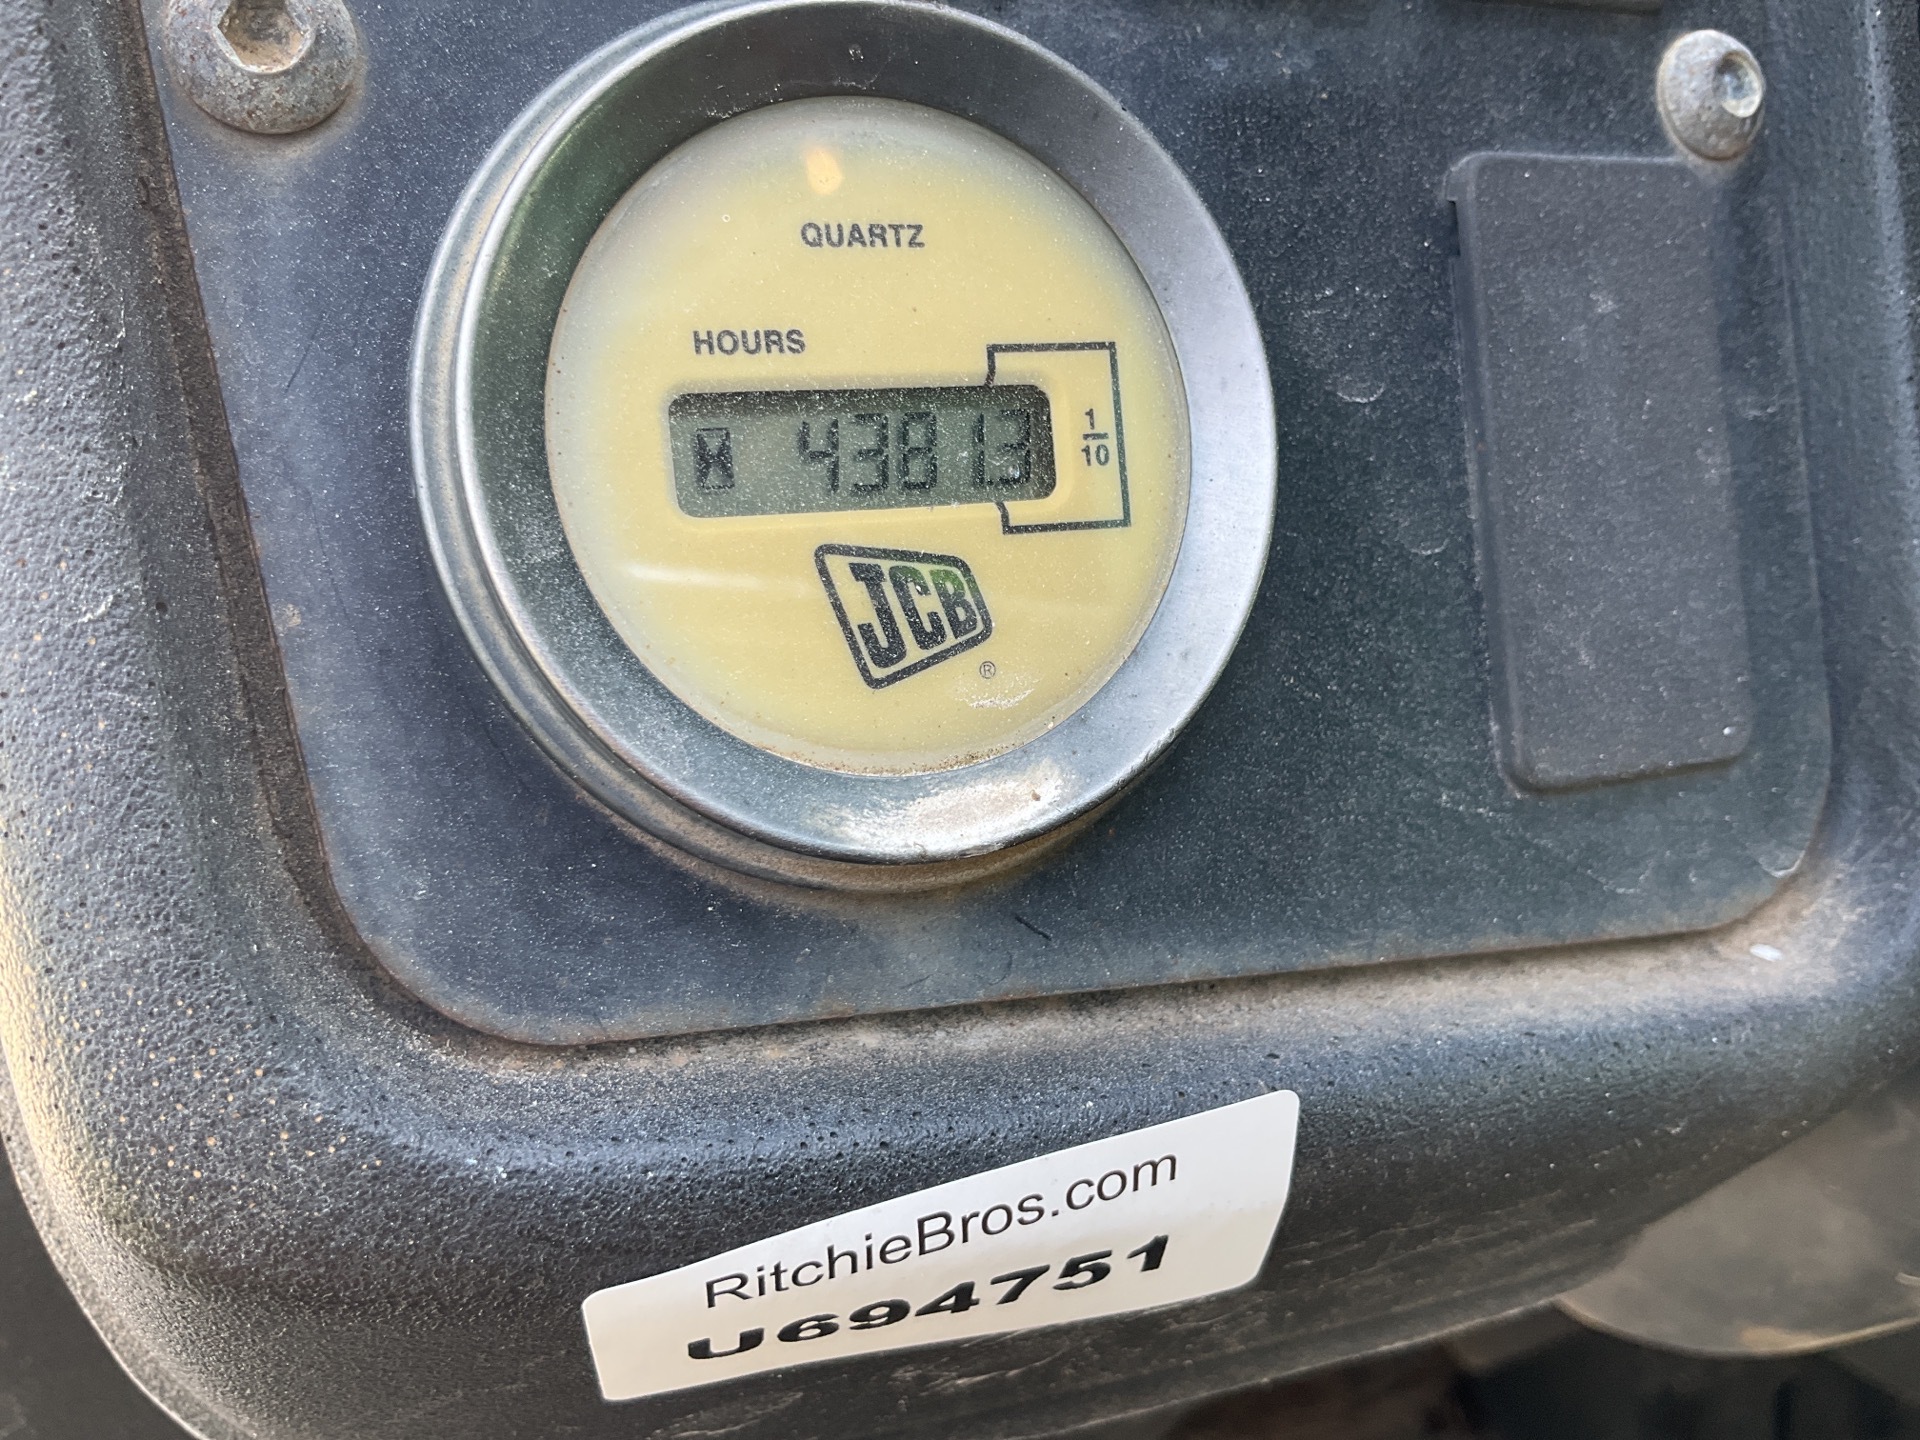 QUARTZ
HOURS
4381.3
1
10
JCB
®
RitchieBros.com
U694751